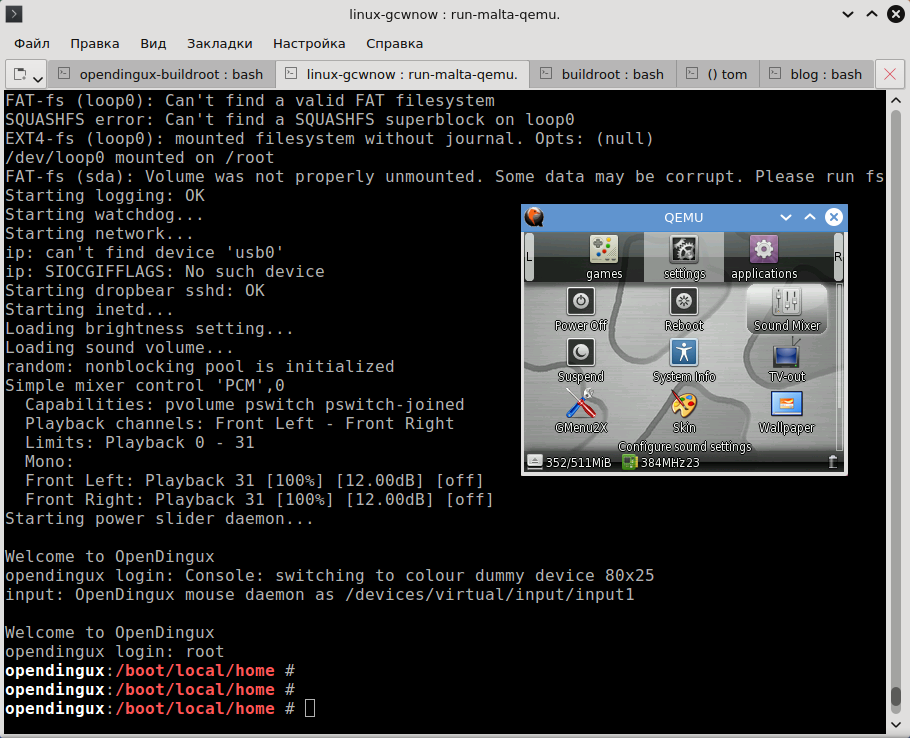 linux-gcwnow : run-malta-qemu.
Файл Правка Вид Закладки Настройка Справка
opendingux-buildroot : bash linux-gcwnow : run-malta-qemu. buildroot : bash () tom blog : bash
FAT-fs (loop0): Can't find a valid FAT filesystem
SQUASHFS error: Can't find a SQUASHFS superblock on loop0
EXT4-fs (loop0): mounted filesystem without journal. Opts: (null)
/dev/loop0 mounted on /root
FAT-fs (sda): Volume was not properly unmounted. Some data may be corrupt. Please run fs
Starting logging: OK
Starting watchdog...
Starting network...
ip: can't find device 'usb0'
ip: SIOCGIFFLAGS: No such device
Starting dropbear sshd: OK
Starting inetd...
Loading brightness setting...
Loading sound volume...
random: nonblocking pool is initialized
Simple mixer control 'PCM',0
Capabilities: pvolume pswitch pswitch-joined
Playback channels: Front Left - Front Right
Limits: Playback 0 - 31
Mono:
Front Left: Playback 31 [100%] [12.00dB] [off]
Front Right: Playback 31 [100%] [12.00dB] [off]
Starting power slider daemon...
Welcome to OpenDingux
opendingux login: Console: switching to colour dummy device 80x25
input: OpenDingux mouse daemon as /devices/virtual/input/input1
Welcome to OpenDingux
opendingux login: root
opendingux:/boot/local/home #
opendingux:/boot/local/home #
opendingux:/boot/local/home #
QEMU
L games settings applications R
Power Off Reboot Sound Mixer
Suspend System Info TV-out
GMenu2X Skin Wallpaper
Configure sound settings
352/511MiB 384MHz23